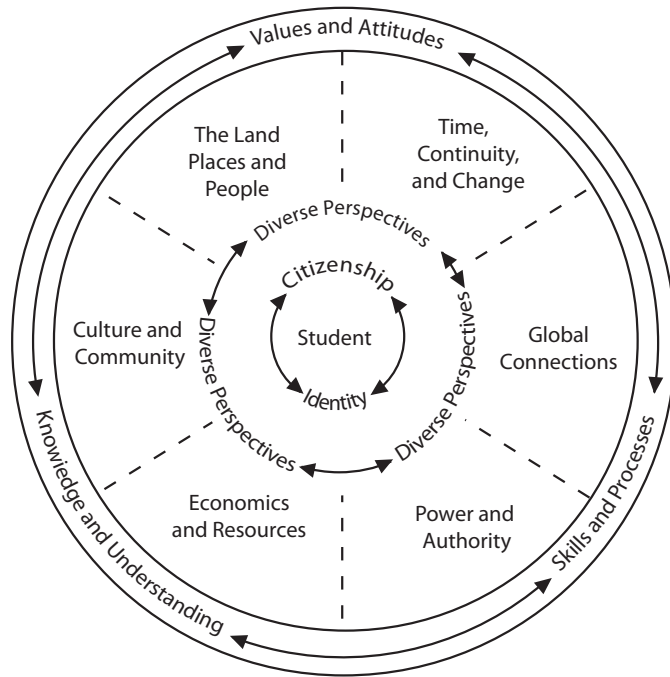 Values and Attitudes
The Land
Places and
People
Time,
Continuity,
and Change
Diverse Perspectives
Citizenship
Culture and
Community
Diverse Perspectives
Student
Diverse Perspectives
Global
Connections
Identity
Economics
and Resources
Power and
Authority
Knowledge and Understanding
Skills and Processes